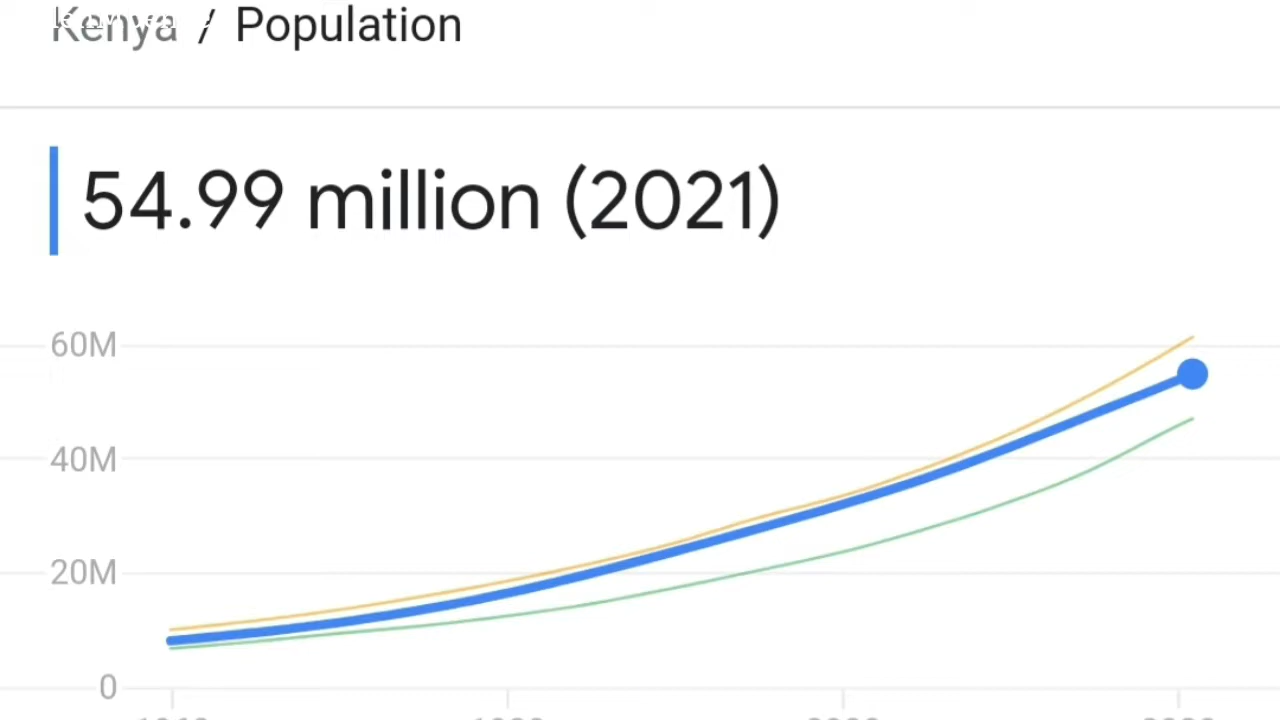 Kenya / Population
54.99 million (2021)
60M
40M
20M
0